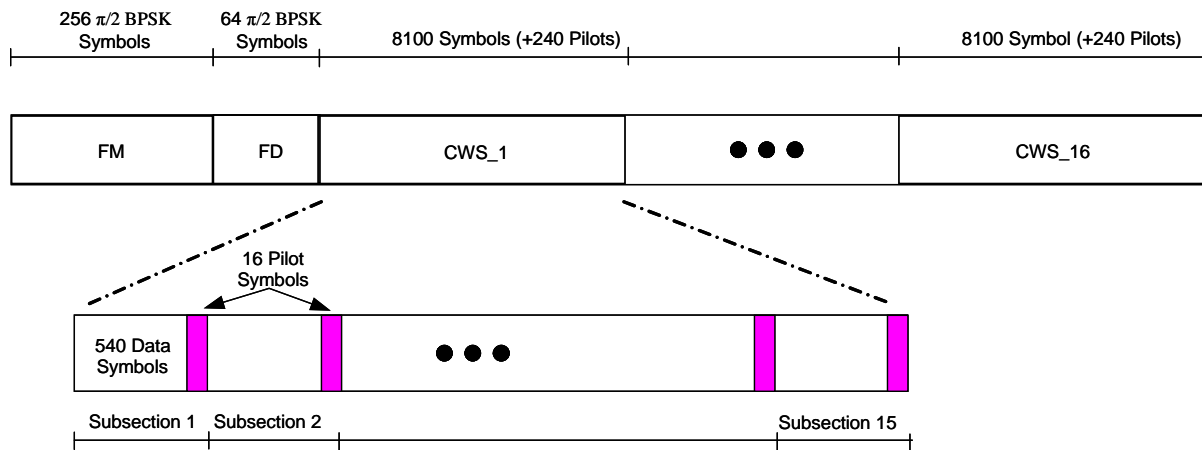 256 π/2 BPSK
Symbols
64 π/2 BPSK
Symbols
8100 Symbols (+240 Pilots)
8100 Symbol (+240 Pilots)
FM
FD
CWS_1
CWS_16
16 Pilot
Symbols
540 Data
Symbols
Subsection 1
Subsection 2
Subsection 15